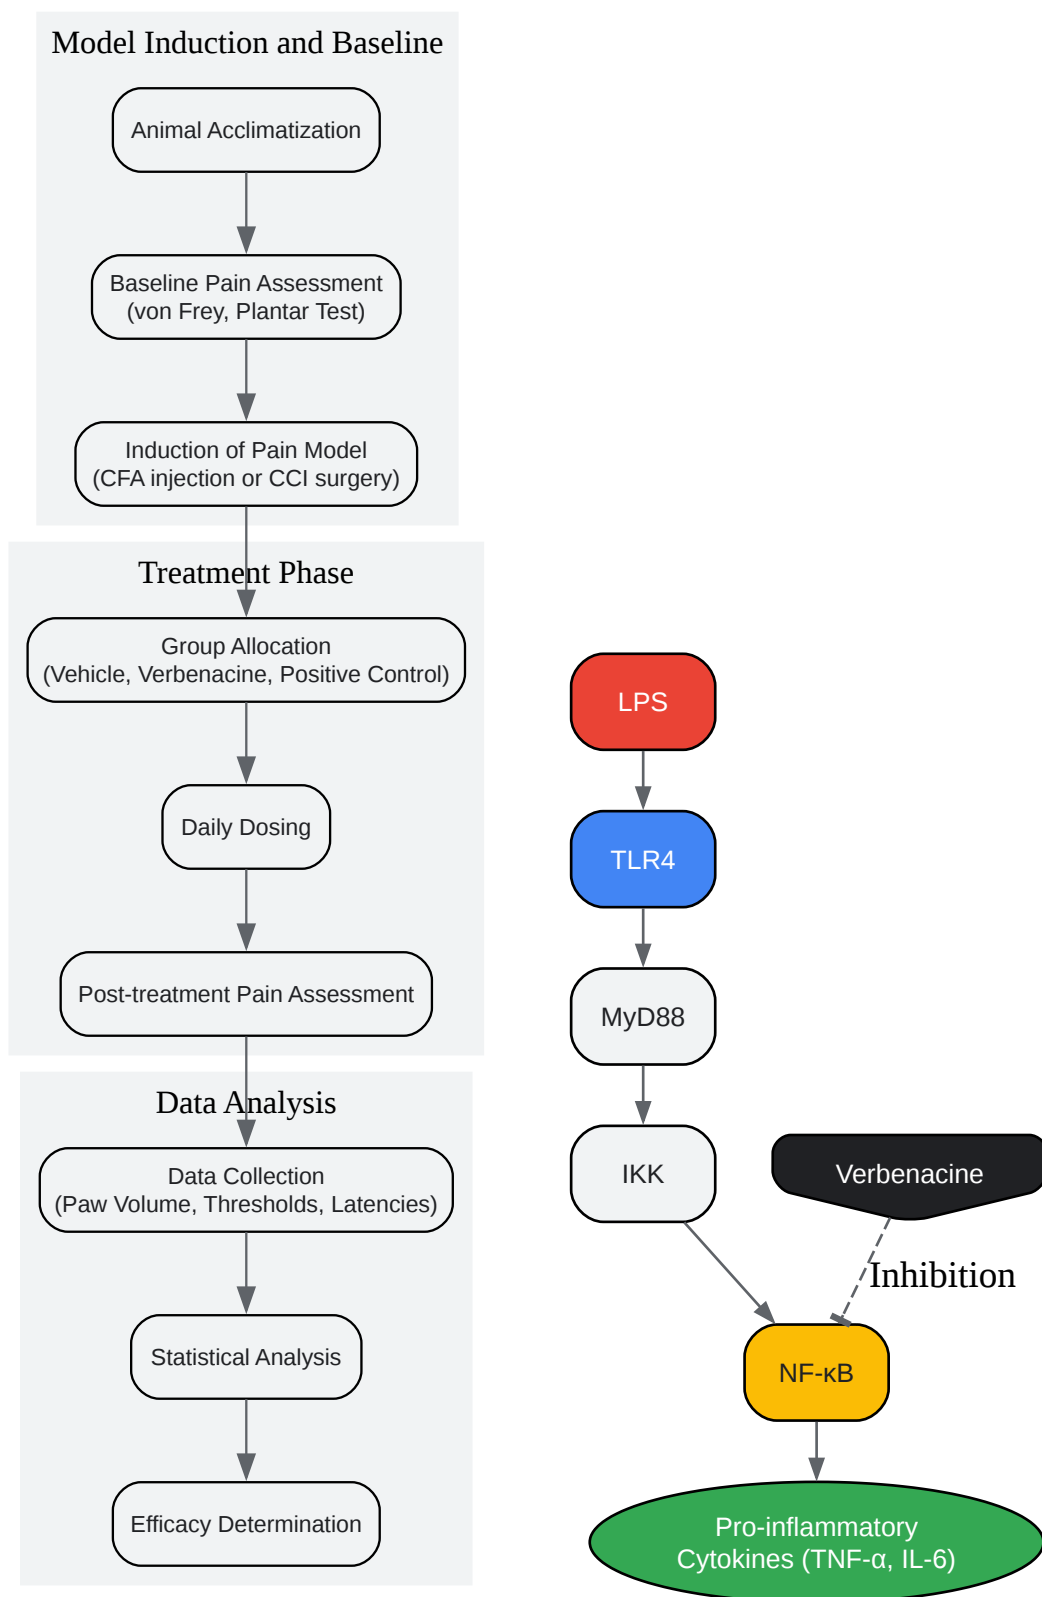 Model Induction and Baseline
Animal Acclimatization
Baseline Pain Assessment
(von Frey, Plantar Test)
Induction of Pain Model
(CFA injection or CCI surgery)
Treatment Phase
Group Allocation
(Vehicle, Verbenacine, Positive Control)
Daily Dosing
Post-treatment Pain Assessment
Data Analysis
Data Collection
(Paw Volume, Thresholds, Latencies)
Statistical Analysis
Efficacy Determination
LPS
TLR4
MyD88
IKK
Verbenacine
Inhibition
NF-κB
Pro-inflammatory
Cytokines (TNF-α, IL-6)